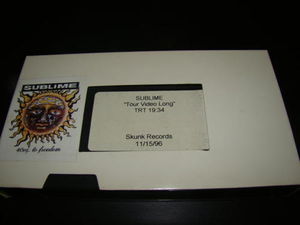 SUBLIME
40oz. to freedom
SUBLIME
"Tour Video Long"
TRT 19:34
Skunk Records
11/15/96